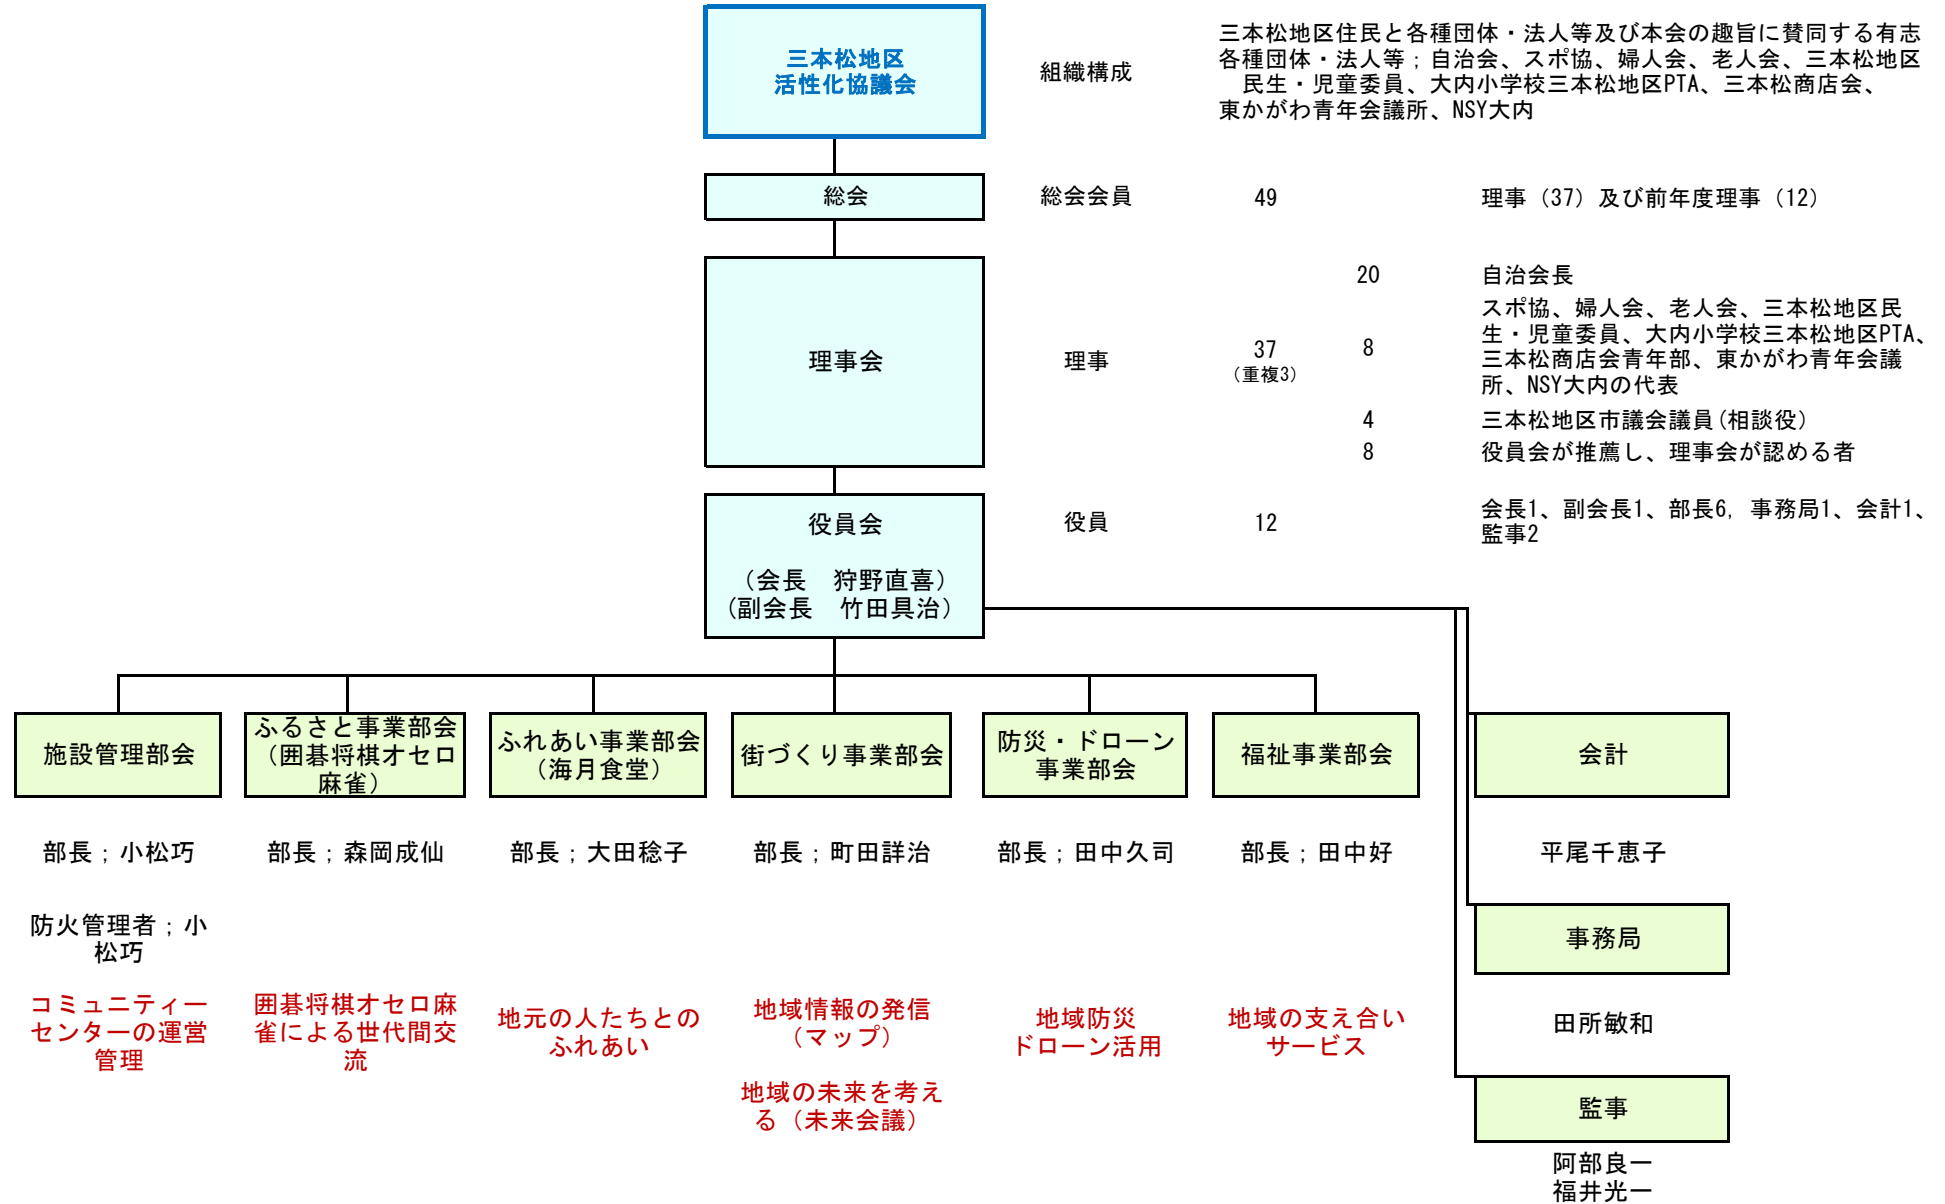 三本松地区
活性化協議会
組織構成
三本松地区住民と各種団体・法人等及び本会の趣旨に賛同する有志
各種団体・法人等；自治会、スポ協、婦人会、老人会、三本松地区
民生・児童委員、大内小学校三本松地区PTA、三本松商店会、
東かがわ青年会議所、NSY大内
総会
総会会員
49
理事（37）及び前年度理事（12）
理事会
理事
37
（重複3）
20
自治会長
8
スポ協、婦人会、老人会、三本松地区民
生・児童委員、大内小学校三本松地区PTA、
三本松商店会青年部、東かがわ青年会議
所、NSY大内の代表
4
三本松地区市議会議員(相談役)
8
役員会が推薦し、理事会が認める者
役員会
（会長　狩野直喜）
(副会長　竹田具治）
役員
12
会長1、副会長1、部長6, 事務局1、会計1、
監事2
施設管理部会
ふるさと事業部会
（囲碁将棋オセロ
麻雀）
ふれあい事業部会
（海月食堂）
街づくり事業部会
防災・ドローン
事業部会
福祉事業部会
会計
部長；小松巧
部長；森岡成仙
部長；大田稔子
部長；町田詳治
部長；田中久司
部長；田中好
平尾千恵子
防火管理者；小
松巧
事務局
コミュニティー
センターの運営
管理
囲碁将棋オセロ麻
雀による世代間交
流
地元の人たちとの
ふれあい
地域情報の発信
（マップ）
地域の未来を考え
る（未来会議）
地域防災
ドローン活用
地域の支え合い
サービス
田所敏和
監事
阿部良一
福井光一